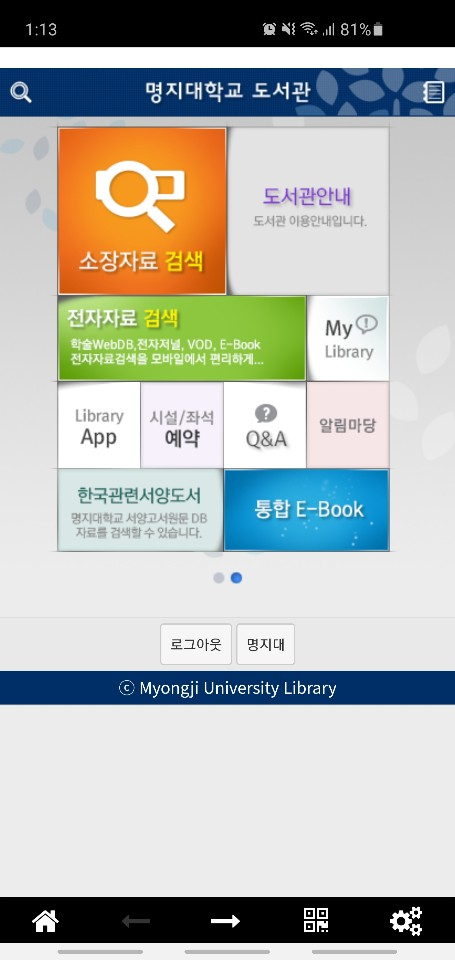 1:13
81%
명지대학교 도서관
소장자료 검색
도서관안내
도서관 이용안내입니다.
전자자료 검색
학술WebDB,전자저널, VOD, E-Book
전자자료검색을 모바일에서 편리하게...
My
Library
Library
App
시설/좌석
예약
?
Q&A
알림마당
한국관련서양도서
명지대학교 서양고서원문 DB
자료를 검색할 수 있습니다.
통합 E-Book
로그아웃
명지대
ⓒ Myongji University Library